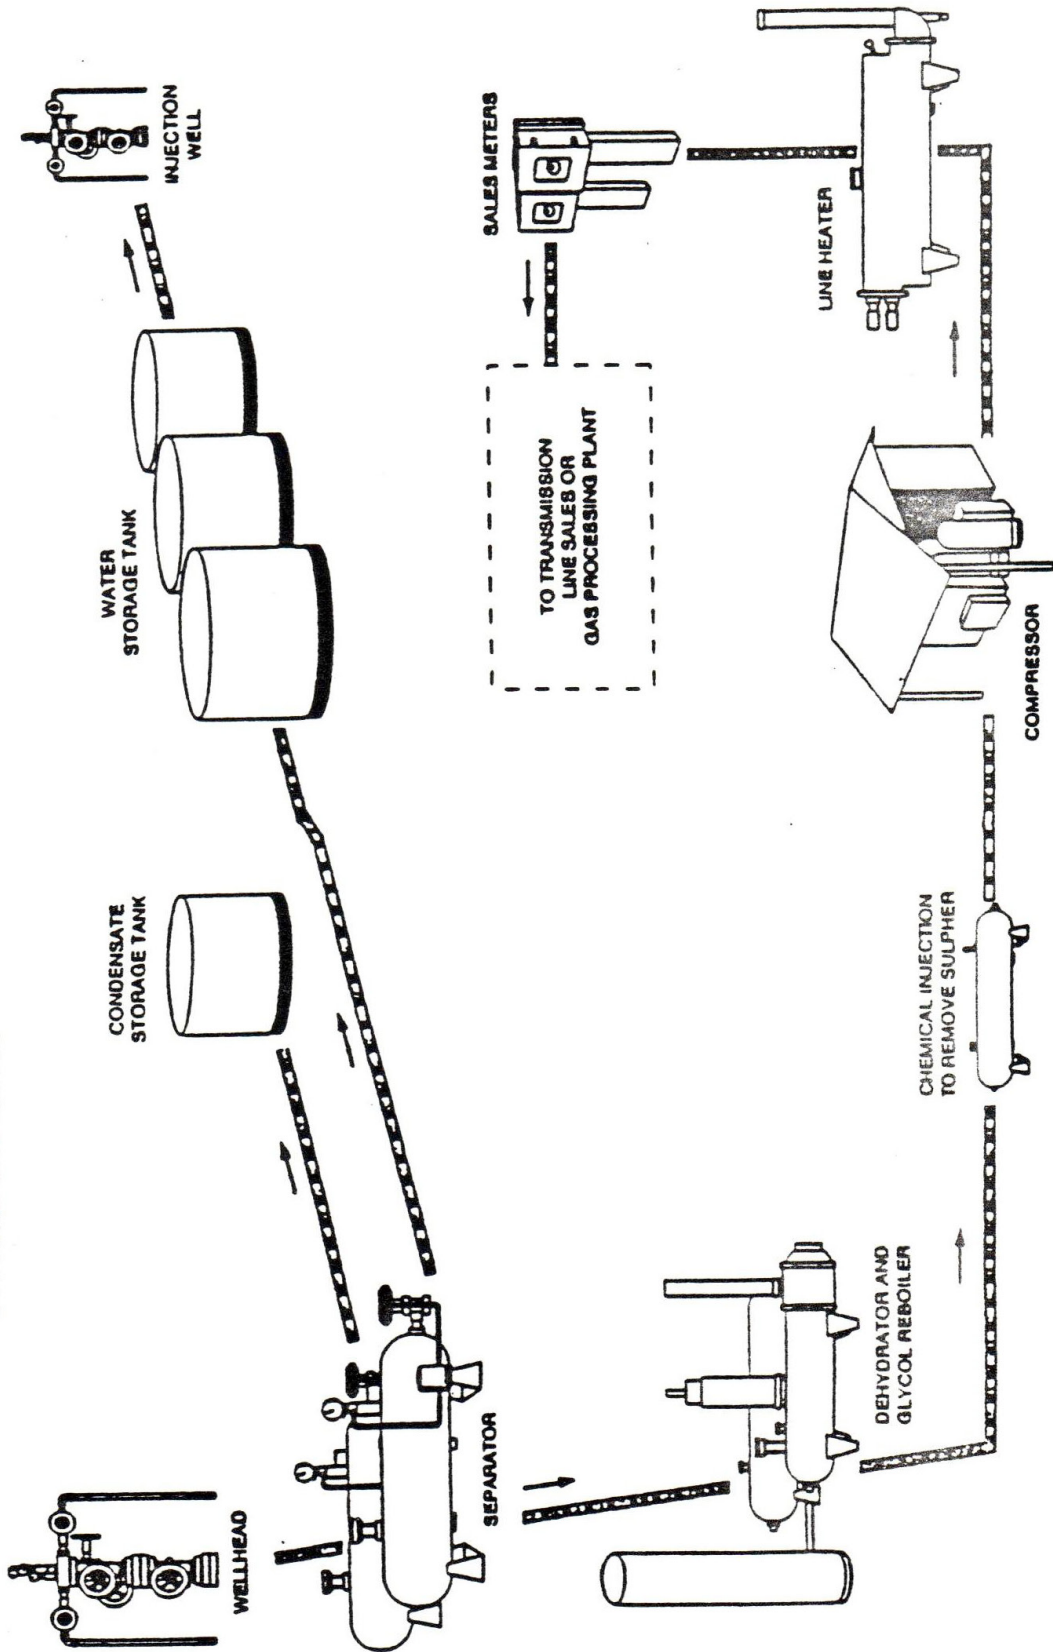 WELLHEAD
SEPARATOR
CONDENSATE
STORAGE TANK
WATER
STORAGE TANK
INJECTION
WELL
DEHYDRATOR AND
GLYCOL REBOILER
CHEMICAL INJECTION
TO REMOVE SULPHER
COMPRESSOR
LINE HEATER
SALES METERS
TO TRANSMISSION
LINE SALES OR
GAS PROCESSING PLANT